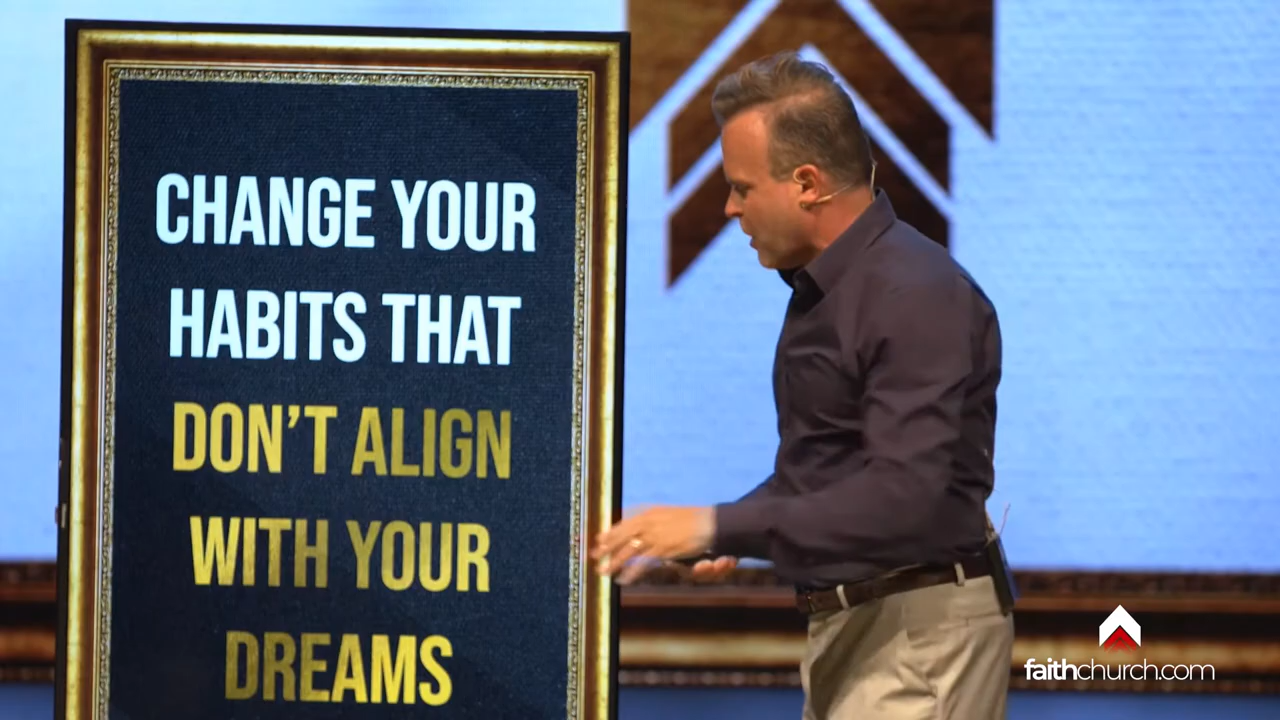 CHANGE YOUR
HABITS THAT
DON'T ALIGN
WITH YOUR
DREAMS
faithchurch.com